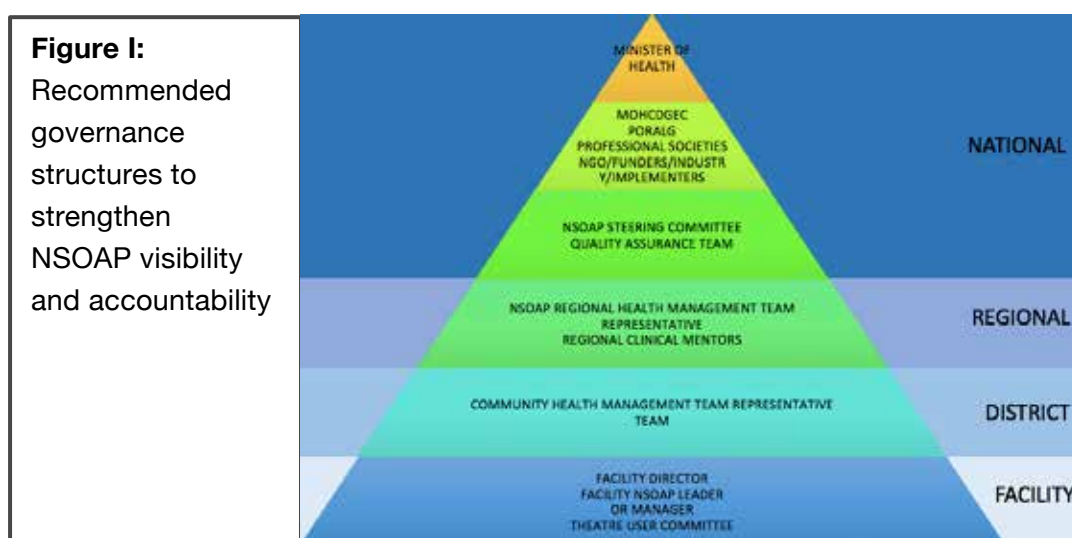 Figure I:
Recommended
governance
structures to
strengthen
NSOAP visibility
and accountability
MINISTER OF
HEALTH
MOHCDGEC
PORALG
PROFESSIONAL SOCIETIES
NGO/FUNDERS/INDUSTR
Y/IMPLEMENTERS
NATIONAL
NSOAP STEERING COMMITTEE
QUALITY ASSURANCE TEAM
NSOAP REGIONAL HEALTH MANAGEMENT TEAM
REPRESENTATIVE
REGIONAL CLINICAL MENTORS
REGIONAL
COMMUNITY HEALTH MANAGEMENT TEAM REPRESENTATIVE
TEAM
DISTRICT
FACILITY DIRECTOR
FACILITY NSOAP LEADER
OR MANAGER
THEATRE USER COMMITTEE
FACILITY